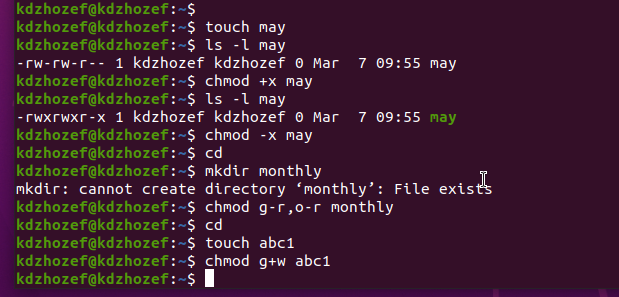 kdzhozef@kdzhozef:~$
kdzhozef@kdzhozef:~$ touch may
kdzhozef@kdzhozef:~$ ls -l may
-rw-rw-r-- 1 kdzhozef kdzhozef 0 Mar  7 09:55 may
kdzhozef@kdzhozef:~$ chmod +x may
kdzhozef@kdzhozef:~$ ls -l may
-rwxrwxr-x 1 kdzhozef kdzhozef 0 Mar  7 09:55 may
kdzhozef@kdzhozef:~$ chmod -x may
kdzhozef@kdzhozef:~$ cd
kdzhozef@kdzhozef:~$ mkdir monthly
mkdir: cannot create directory ‘monthly’: File exists
kdzhozef@kdzhozef:~$ chmod g-r,o-r monthly
kdzhozef@kdzhozef:~$ cd
kdzhozef@kdzhozef:~$ touch abc1
kdzhozef@kdzhozef:~$ chmod g+w abc1
kdzhozef@kdzhozef:~$